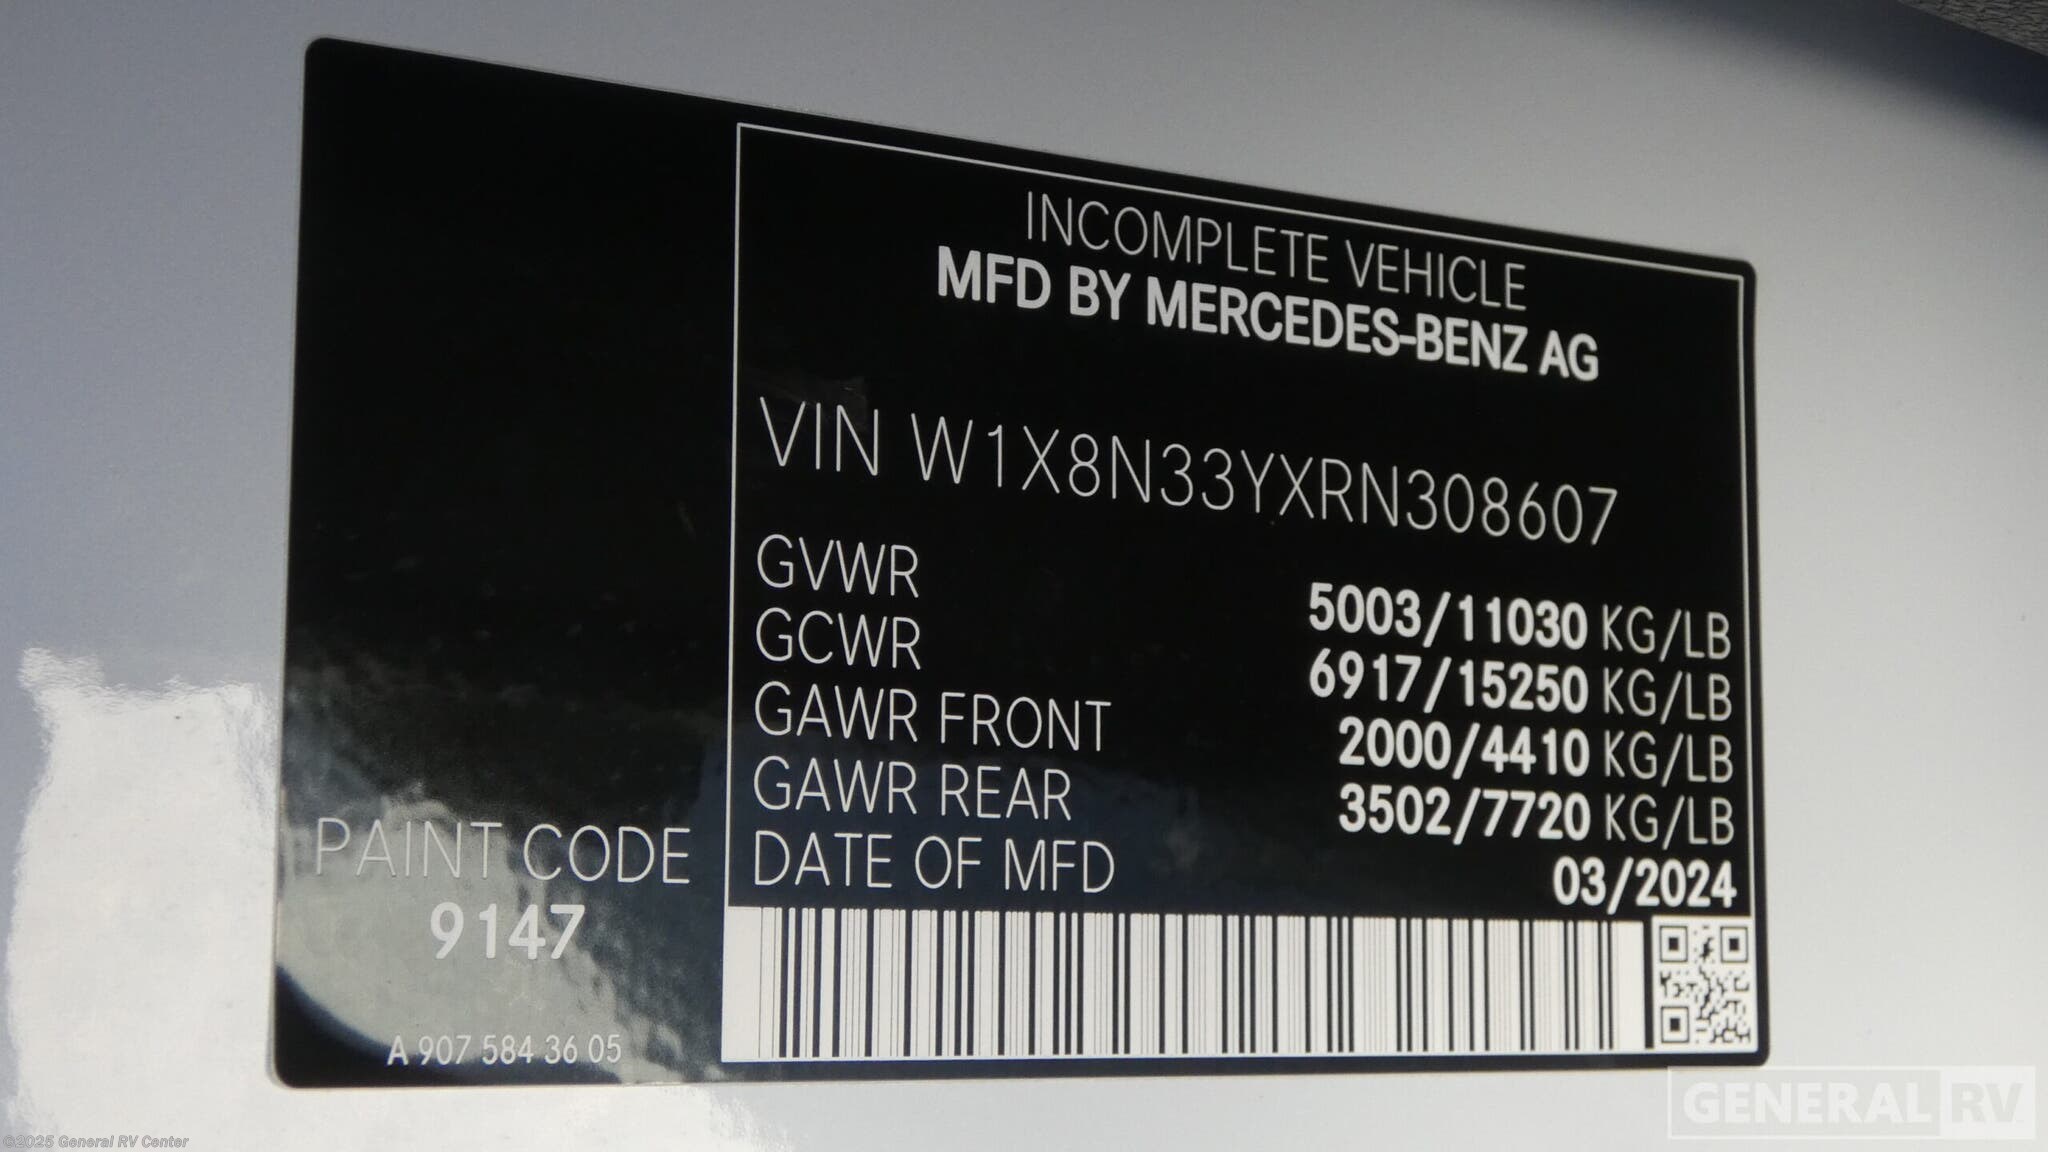 INCOMPLETE VEHICLE
MFD BY MERCEDES-BENZ AG
VIN W1X8N33YXRN308607
GVWR 5003/11030 KG/LB
GCWR 6917/15250 KG/LB
GAWR FRONT 2000/4410 KG/LB
GAWR REAR 3502/7720 KG/LB
DATE OF MFD 03/2024
PAINT CODE
9147
A 907 584 36 05
GENERAL RV
©2025 General RV Center